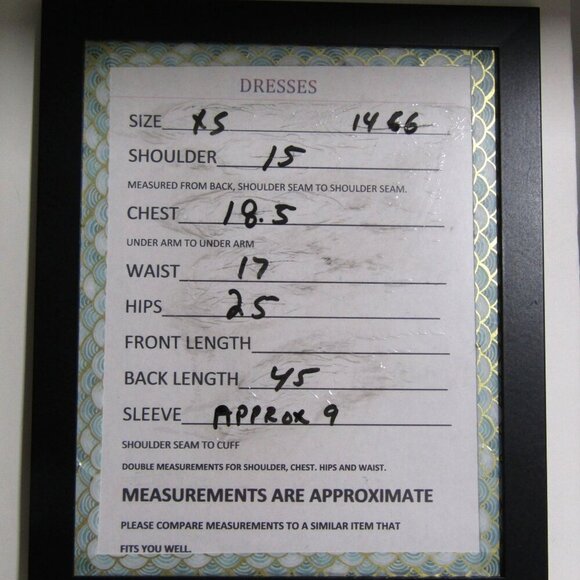 DRESSES
SIZE XS 1466
SHOULDER 15
MEASURED FROM BACK, SHOULDER SEAM TO SHOULDER SEAM.
CHEST 18.5
UNDER ARM TO UNDER ARM
WAIST 17
HIPS 25
FRONT LENGTH
BACK LENGTH 45
SLEEVE APPROX 9
SHOULDER SEAM TO CUFF
DOUBLE MEASUREMENTS FOR SHOULDER, CHEST. HIPS AND WAIST.
MEASUREMENTS ARE APPROXIMATE
PLEASE COMPARE MEASUREMENTS TO A SIMILAR ITEM THAT
FITS YOU WELL.